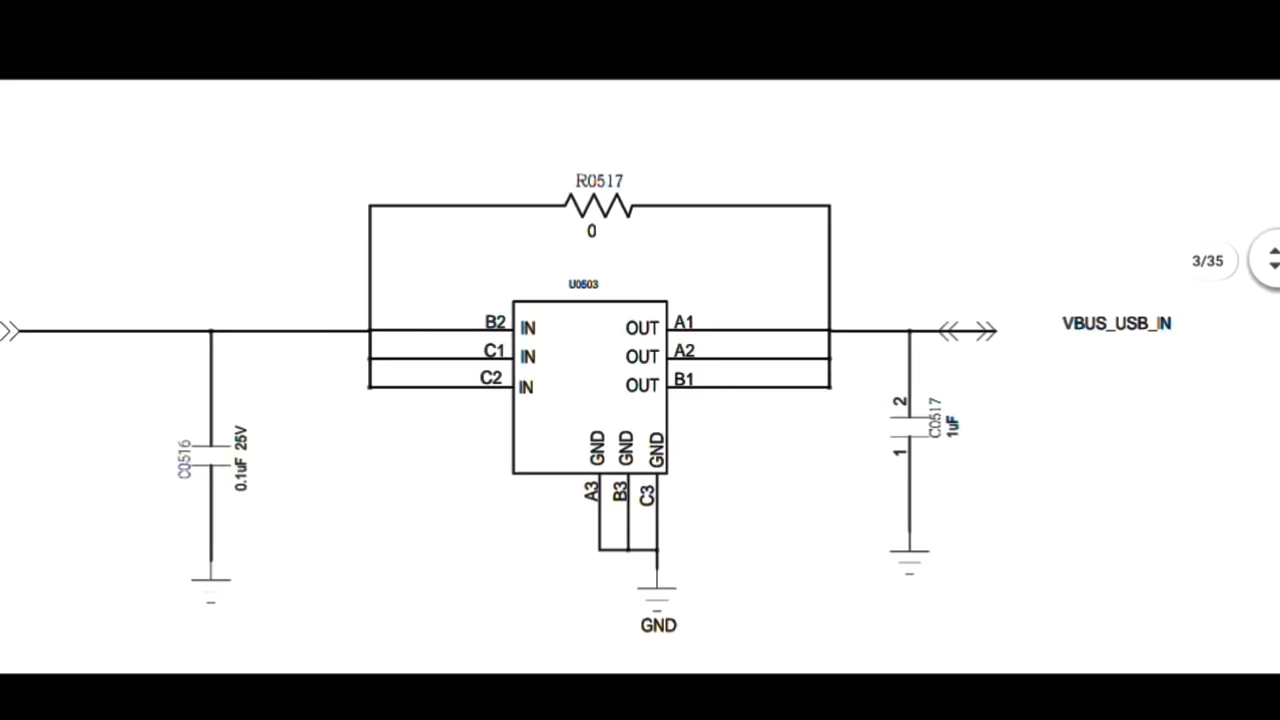 R0517
0
U0503
B2 IN OUT A1
C1 IN OUT A2
C2 IN OUT B1
GND GND GND
A3 B3 C3
GND
C0516
0.1uF 25V
2
1
C0517
1uF
VBUS_USB_IN
3/35